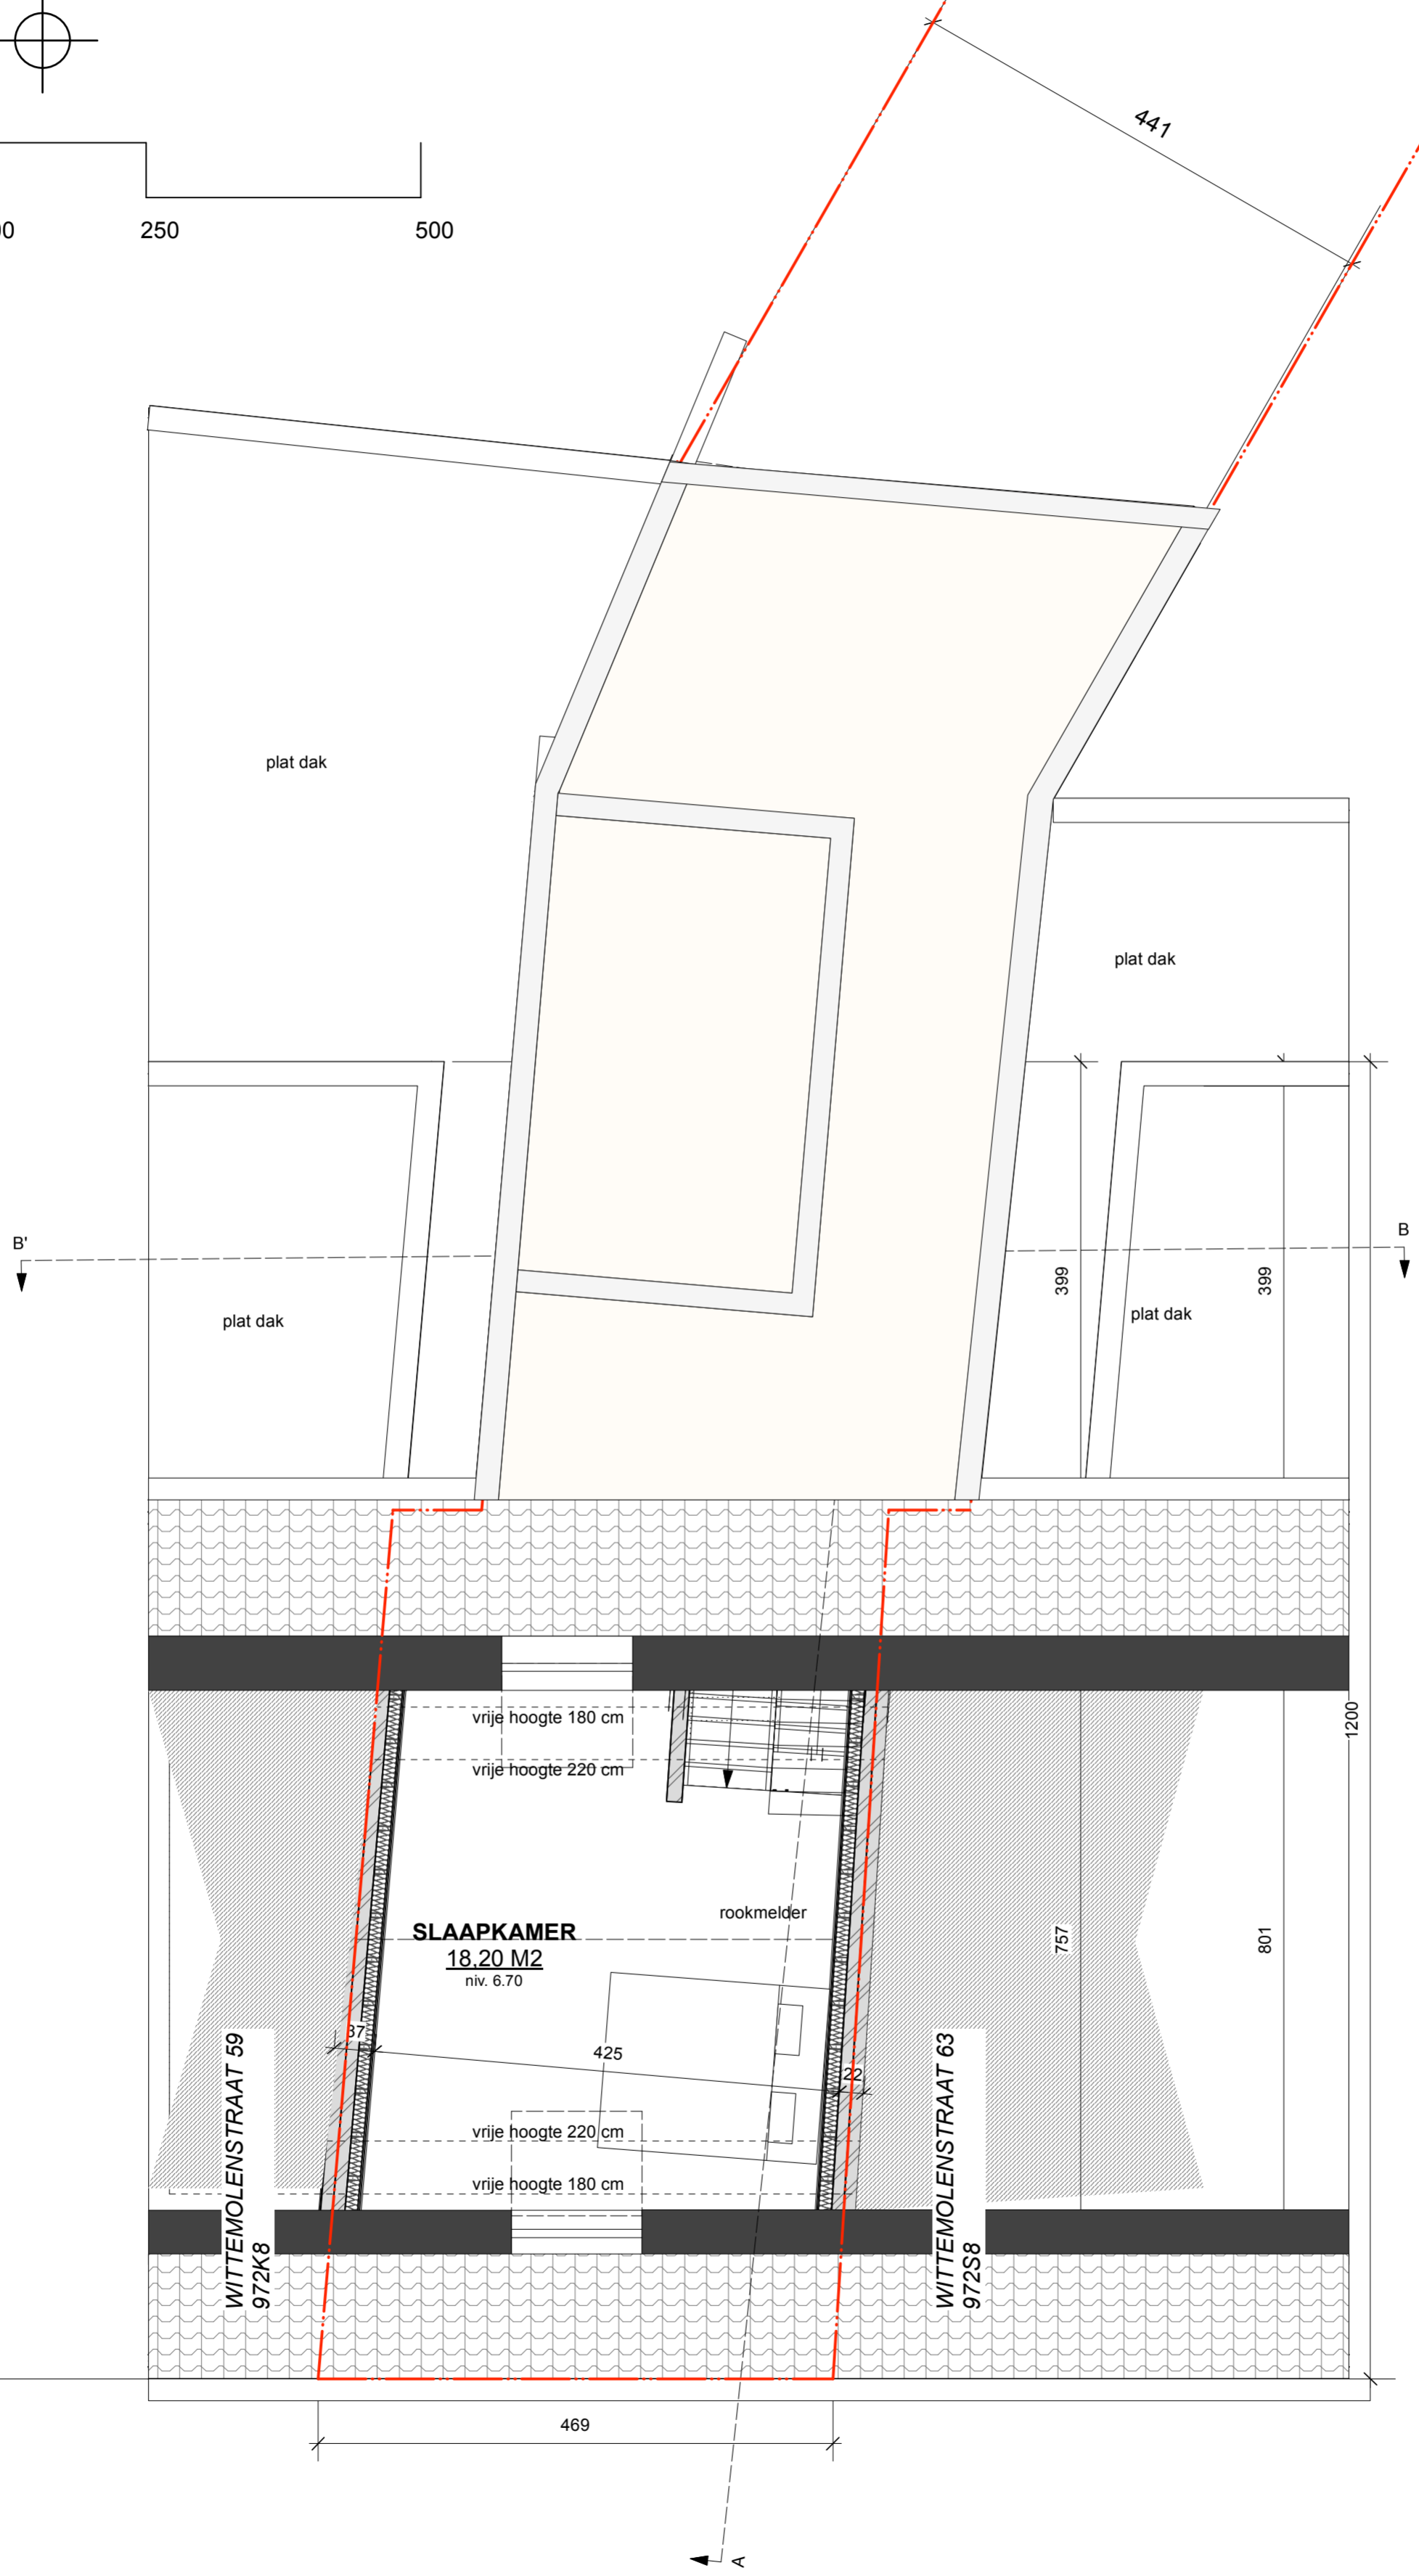 441
00
250
500
plat dak
plat dak
B'
B
399
399
plat dak
plat dak
vrije hoogte 180 cm
vrije hoogte 220 cm
1200
rookmelder
SLAAPKAMER
18,20 M2
niv. 6.70
757
801
37
425
22
WITTEMOLENSTRAAT 59
972K8
WITTEMOLENSTRAAT 63
972S8
vrije hoogte 220 cm
vrije hoogte 180 cm
469
A